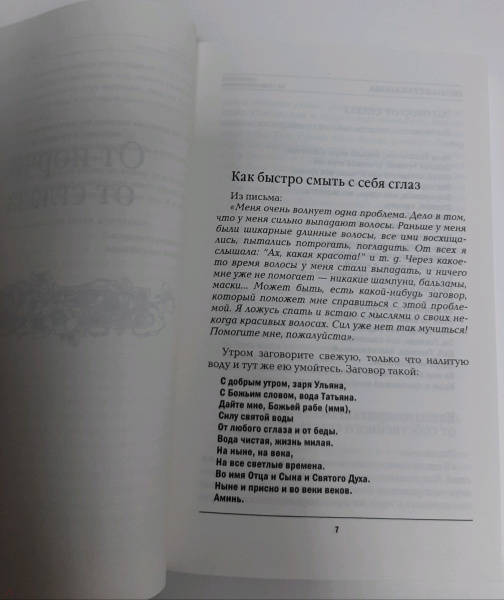 Как быстро смыть с себя сглаз
Из письма:
«Меня очень волнует одна проблема. Дело в том,
что у меня сильно выпадают волосы. Раньше у меня
были шикарные длинные волосы, все ими восхища-
лись, пытались потрогать, погладить. От всех я
слышала: "Ах, какая красота!" и т. д. Через какое-
то время волосы у меня стали выпадать, и ничего
мне уже не помогает — никакие шампуни, бальзамы,
маски... Может быть, есть какой-нибудь заговор,
который поможет мне справиться с этой пробле-
мой. Я ложусь спать и встаю с мыслями о своих не-
когда красивых волосах. Сил уже нет так мучиться!
Помогите мне, пожалуйста».
Утром заговорите свежую, только что налитую
воду и тут же ею умойтесь. Заговор такой:
С добрым утром, заря Ульяна,
С Божьим словом, вода Татьяна.
Дайте мне, Божьей рабе (имя),
Силу святой воды
От любого сглаза и от беды.
Вода чистая, жизнь милая.
На ныне, на века,
На все светлые времена.
Во имя Отца и Сына и Святого Духа.
Ныне и присно и во веки веков.
Аминь.
7